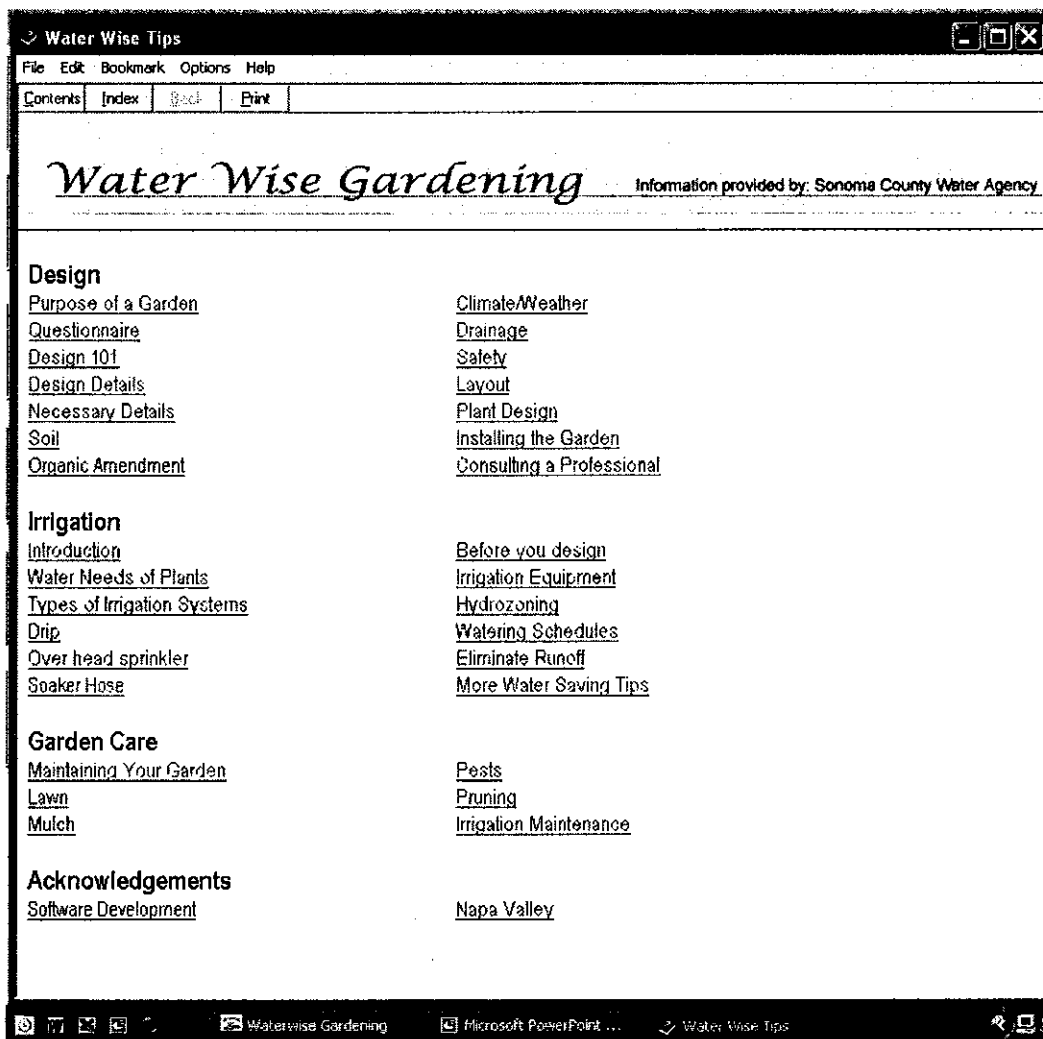 Water Wise Tips
File Edit Bookmark Options Help
Contents Index Back Print
Water Wise Gardening Information provided by: Sonoma County Water Agency
Design
Purpose of a Garden Climate/Weather
Questionnaire Drainage
Design 101 Safety
Design Details Layout
Necessary Details Plant Design
Soil Installing the Garden
Organic Amendment Consulting a Professional
Irrigation
Introduction Before you design
Water Needs of Plants Irrigation Equipment
Types of Irrigation Systems Hydrozoning
Drip Watering Schedules
Over head sprinkler Eliminate Runoff
Soaker Hose More Water Saving Tips
Garden Care
Maintaining Your Garden Pests
Lawn Pruning
Mulch Irrigation Maintenance
Acknowledgements
Software Development Napa Valley
Waterwise Gardening Microsoft PowerPoint ... Water Wise Tips